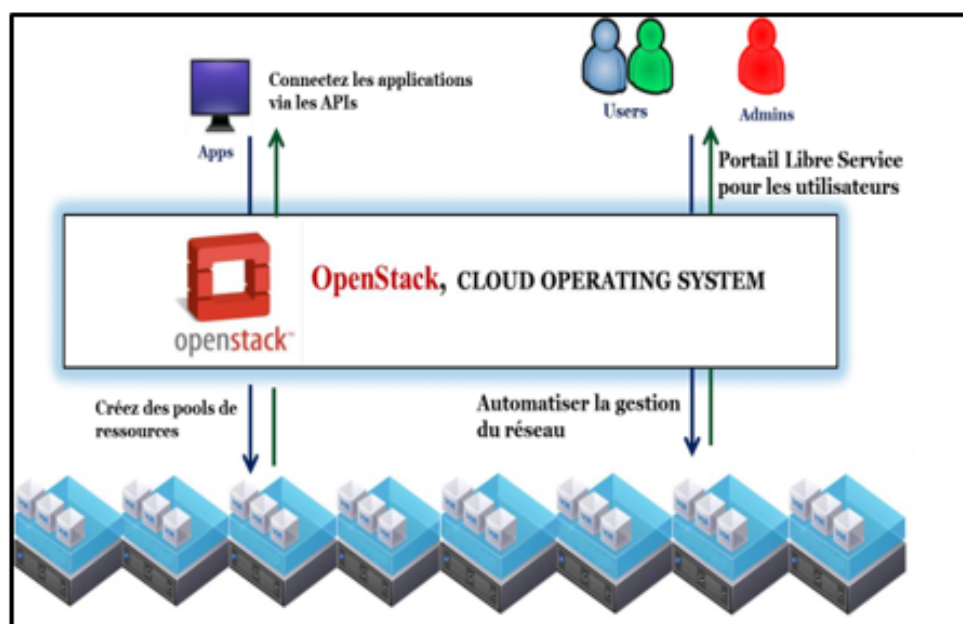 Connectez les applications
via les APIs
Apps
Users
Admins
Portail Libre Service
pour les utilisateurs
OpenStack, CLOUD OPERATING SYSTEM
openstack™
Créez des pools de
ressources
Automatiser la gestion
du réseau